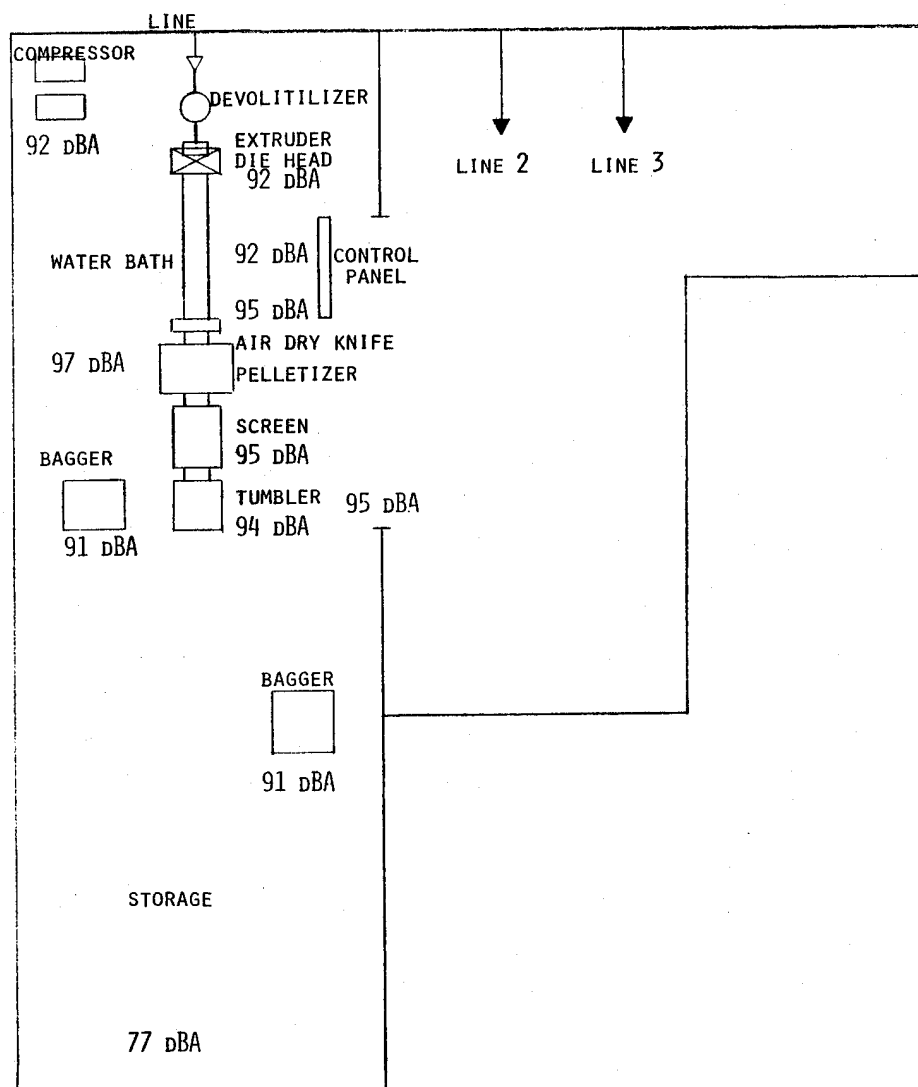 LINE
COMPRESSOR
DEVOLITILIZER
92 DBA
EXTRUDER
DIE HEAD
92 DBA
LINE 2
LINE 3
WATER BATH
92 DBA
CONTROL
PANEL
95 DBA
AIR DRY KNIFE
97 DBA
PELLETIZER
SCREEN
95 DBA
BAGGER
TUMBLER
95 DBA
94 DBA
91 DBA
BAGGER
91 DBA
STORAGE
77 DBA